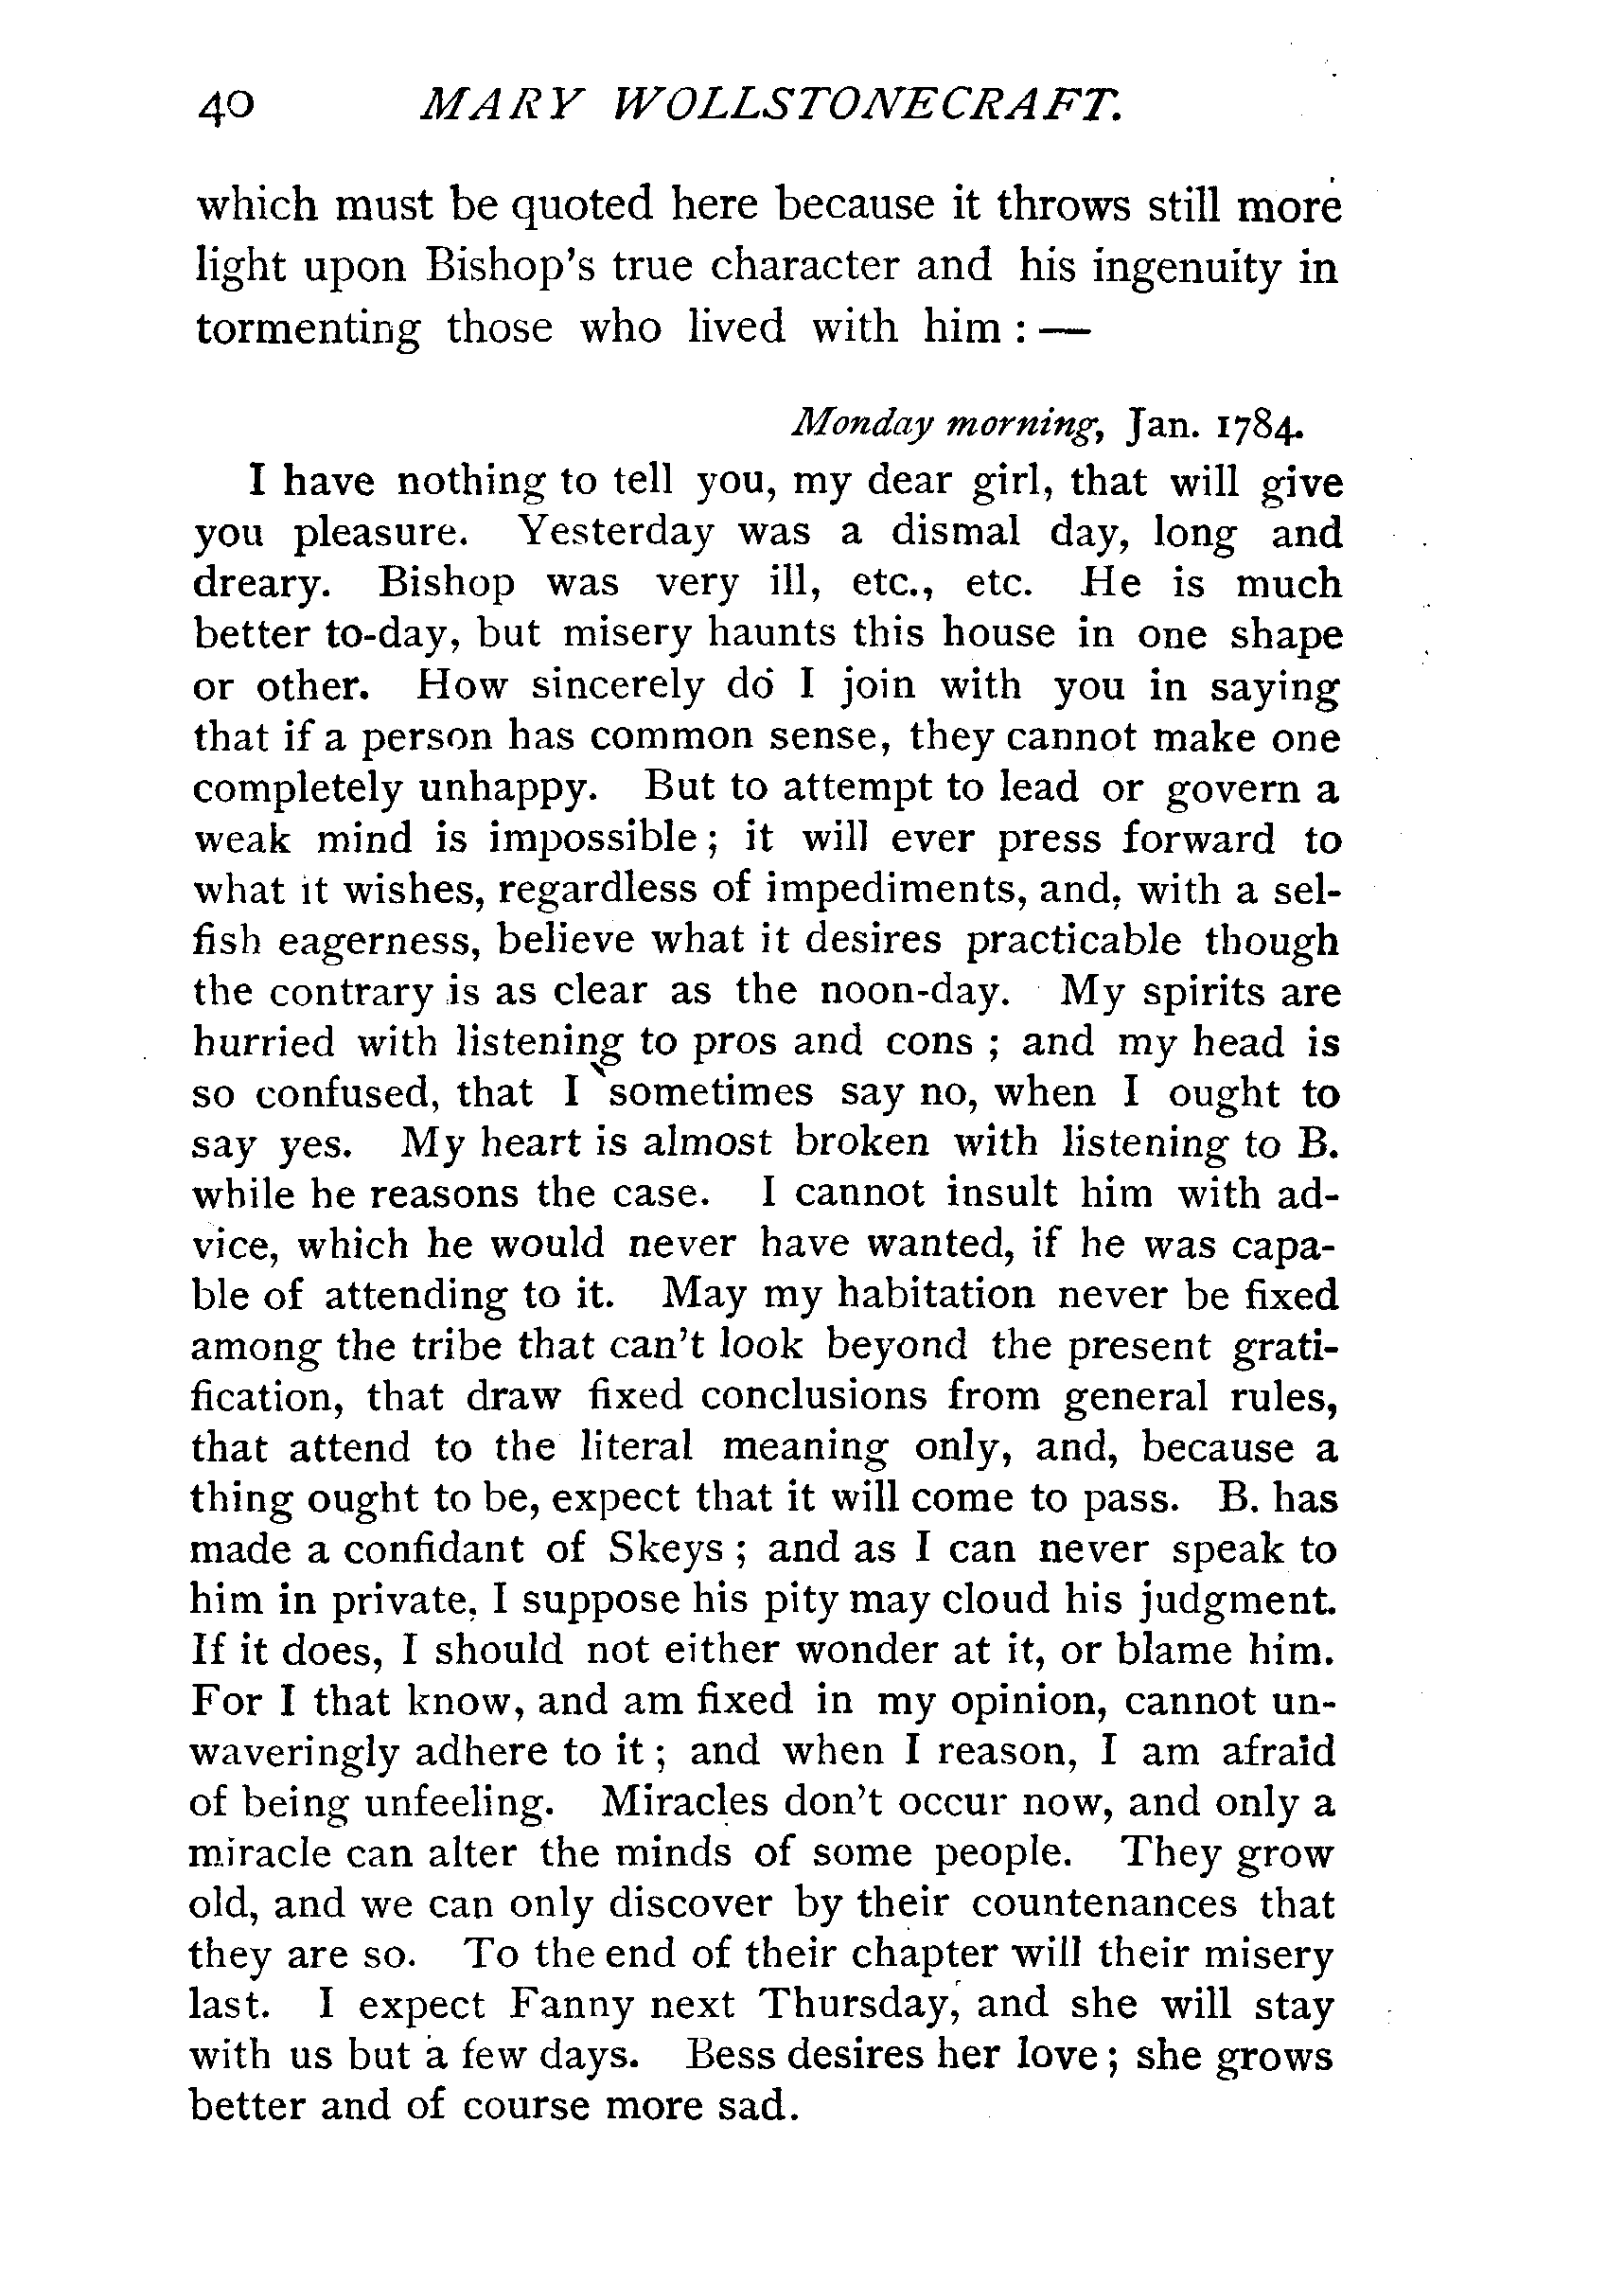 40 MARY WOLLSTONECRAFT.
which must be quoted here because it throws still more
light upon Bishop's true character and his ingenuity in
tormenting those who lived with him : —
Monday morning, Jan. 1784.
I have nothing to tell you, my dear girl, that will give
you pleasure. Yesterday was a dismal day, long and
dreary. Bishop was very ill, etc., etc. He is much
better to-day, but misery haunts this house in one shape
or other. How sincerely do I join with you in saying
that if a person has common sense, they cannot make one
completely unhappy. But to attempt to lead or govern a
weak mind is impossible; it will ever press forward to
what it wishes, regardless of impediments, and, with a sel-
fish eagerness, believe what it desires practicable though
the contrary is as clear as the noon-day. My spirits are
hurried with listening to pros and cons ; and my head is
so confused, that I sometimes say no, when I ought to
say yes. My heart is almost broken with listening to B.
while he reasons the case. I cannot insult him with ad-
vice, which he would never have wanted, if he was capa-
ble of attending to it. May my habitation never be fixed
among the tribe that can't look beyond the present grati-
fication, that draw fixed conclusions from general rules,
that attend to the literal meaning only, and, because a
thing ought to be, expect that it will come to pass. B. has
made a confidant of Skeys ; and as I can never speak to
him in private, I suppose his pity may cloud his judgment.
If it does, I should not either wonder at it, or blame him.
For I that know, and am fixed in my opinion, cannot un-
waveringly adhere to it ; and when I reason, I am afraid
of being unfeeling. Miracles don't occur now, and only a
miracle can alter the minds of some people. They grow
old, and we can only discover by their countenances that
they are so. To the end of their chapter will their misery
last. I expect Fanny next Thursday, and she will stay
with us but a few days. Bess desires her love ; she grows
better and of course more sad.